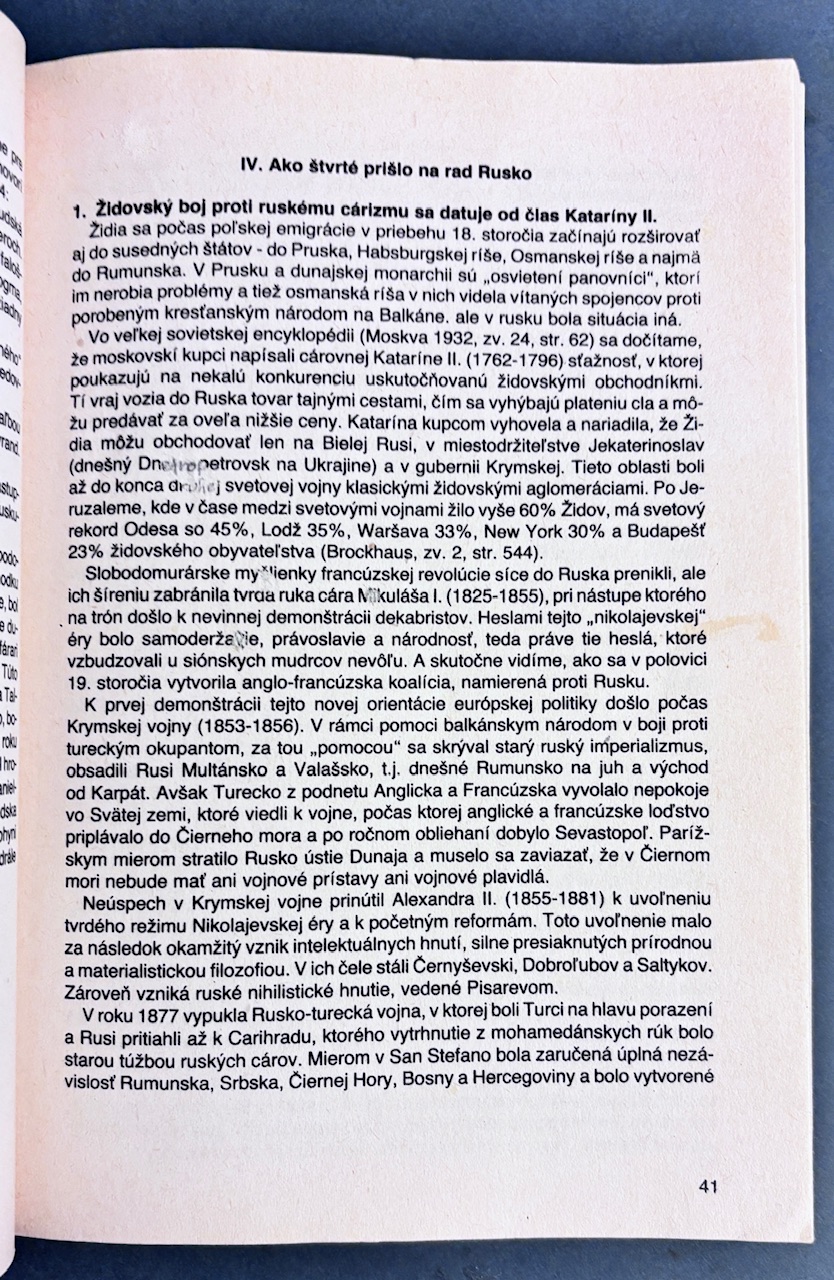 IV. Ako štvrté prišlo na rad Rusko
1. Židovský boj proti ruskému cárizmu sa datuje od čias Kataríny II.
Židia sa počas poľskej emigrácie v priebehu 18. storočia začínajú rozširovať
aj do susedných štátov - do Pruska, Habsburgskej ríše, Osmanskej ríše a najmä
do Rumunska. V Prusku a dunajskej monarchii sú „osvietení panovníci“, ktorí
im nerobia problémy a tiež osmanská ríša v nich videla vítaných spojencov proti
porobeným kresťanským národom na Balkáne. ale v rusku bola situácia iná.
Vo veľkej sovietskej encyklopédii (Moskva 1932, zv. 24, str. 62) sa dočítame,
že moskovskí kupci napísali cárovnej Kataríne II. (1762-1796) sťažnosť, v ktorej
poukazujú na nekalú konkurenciu uskutočňovanú židovskými obchodníkmi.
Tí vraj vozia do Ruska tovar tajnými cestami, čím sa vyhýbajú plateniu cla a mô-
žu predávať za oveľa nižšie ceny. Katarína kupcom vyhovela a nariadila, že Ži-
dia môžu obchodovať len na Bielej Rusi, v miestodržiteľstve Jekaterinoslav
(dnešný Dnetropetrovsk na Ukrajine) a v gubernii Krymskej. Tieto oblasti boli
až do konca druhej svetovej vojny klasickými židovskými aglomeráciami. Po Je-
ruzaleme, kde v čase medzi svetovými vojnami žilo vyše 60% Židov, má svetový
rekord Odesa so 45%, Lodž 35%, Waršava 33%, New York 30% a Budapešť
23% židovského obyvateľstva (Brockhaus, zv. 2, str. 544).
Slobodomurárske myšlienky francúzskej revolúcie síce do Ruska prenikli, ale
ich šíreniu zabránila tvrdá ruka cára Mikuláša I. (1825-1855), pri nástupe ktorého
na trón došlo k nevinnej demonštrácii dekabristov. Heslami tejto „nikolajevskej“
éry bolo samoderžavie, právoslavie a národnosť, teda práve tie heslá, ktoré
vzbudzovali u siónskych mudrcov nevôľu. A skutočne vidíme, ako sa v polovici
19. storočia vytvorila anglo-francúzska koalícia, namierená proti Rusku.
K prvej demonštrácii tejto novej orientácie európskej politiky došlo počas
Krymskej vojny (1853-1856). V rámci pomoci balkánskym národom v boji proti
tureckým okupantom, za tou „pomocou“ sa skrýval starý ruský imperializmus,
obsadili Rusi Multánsko a Valašsko, t.j. dnešné Rumunsko na juh a východ
od Karpát. Avšak Turecko z podnetu Anglicka a Francúzska vyvolalo nepokoje
vo Svätej zemi, ktoré viedli k vojne, počas ktorej anglické a francúzske loďstvo
priplávalo do Čierneho mora a po ročnom obliehaní dobylo Sevastopoľ. Paríž-
skym mierom stratilo Rusko ústie Dunaja a muselo sa zaviazať, že v Čiernom
mori nebude mať ani vojnové prístavy ani vojnové plavidlá.
Neúspech v Krymskej vojne prinútil Alexandra II. (1855-1881) k uvoľneniu
tvrdého režimu Nikolajevskej éry a k početným reformám. Toto uvoľnenie malo
za následok okamžitý vznik intelektuálnych hnutí, silne presiaknutých prírodnou
a materialistickou filozofiou. V ich čele stáli Černyševski, Dobroľubov a Saltykov.
Zároveň vzniká ruské nihilistické hnutie, vedené Pisarevom.
V roku 1877 vypukla Rusko-turecká vojna, v ktorej boli Turci na hlavu porazení
a Rusi pritiahli až k Carihradu, ktorého vytrhnutie z mohamedánskych rúk bolo
starou túžbou ruských cárov. Mierom v San Stefano bola zaručená úplná nezá-
vislosť Rumunska, Srbska, Čiernej Hory, Bosny a Hercegoviny a bolo vytvorené
41